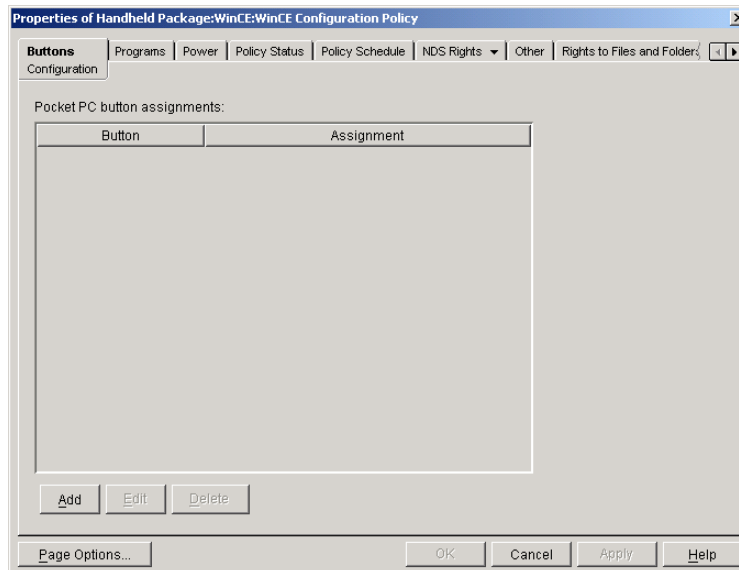 Properties of Handheld Package:WinCE:WinCE Configuration Policy
Buttons Programs Power Policy Status Policy Schedule NDS Rights Other Rights to Files and Folders
Configuration
Pocket PC button assignments:
Button Assignment
Add Edit Delete
Page Options... OK Cancel Apply Help